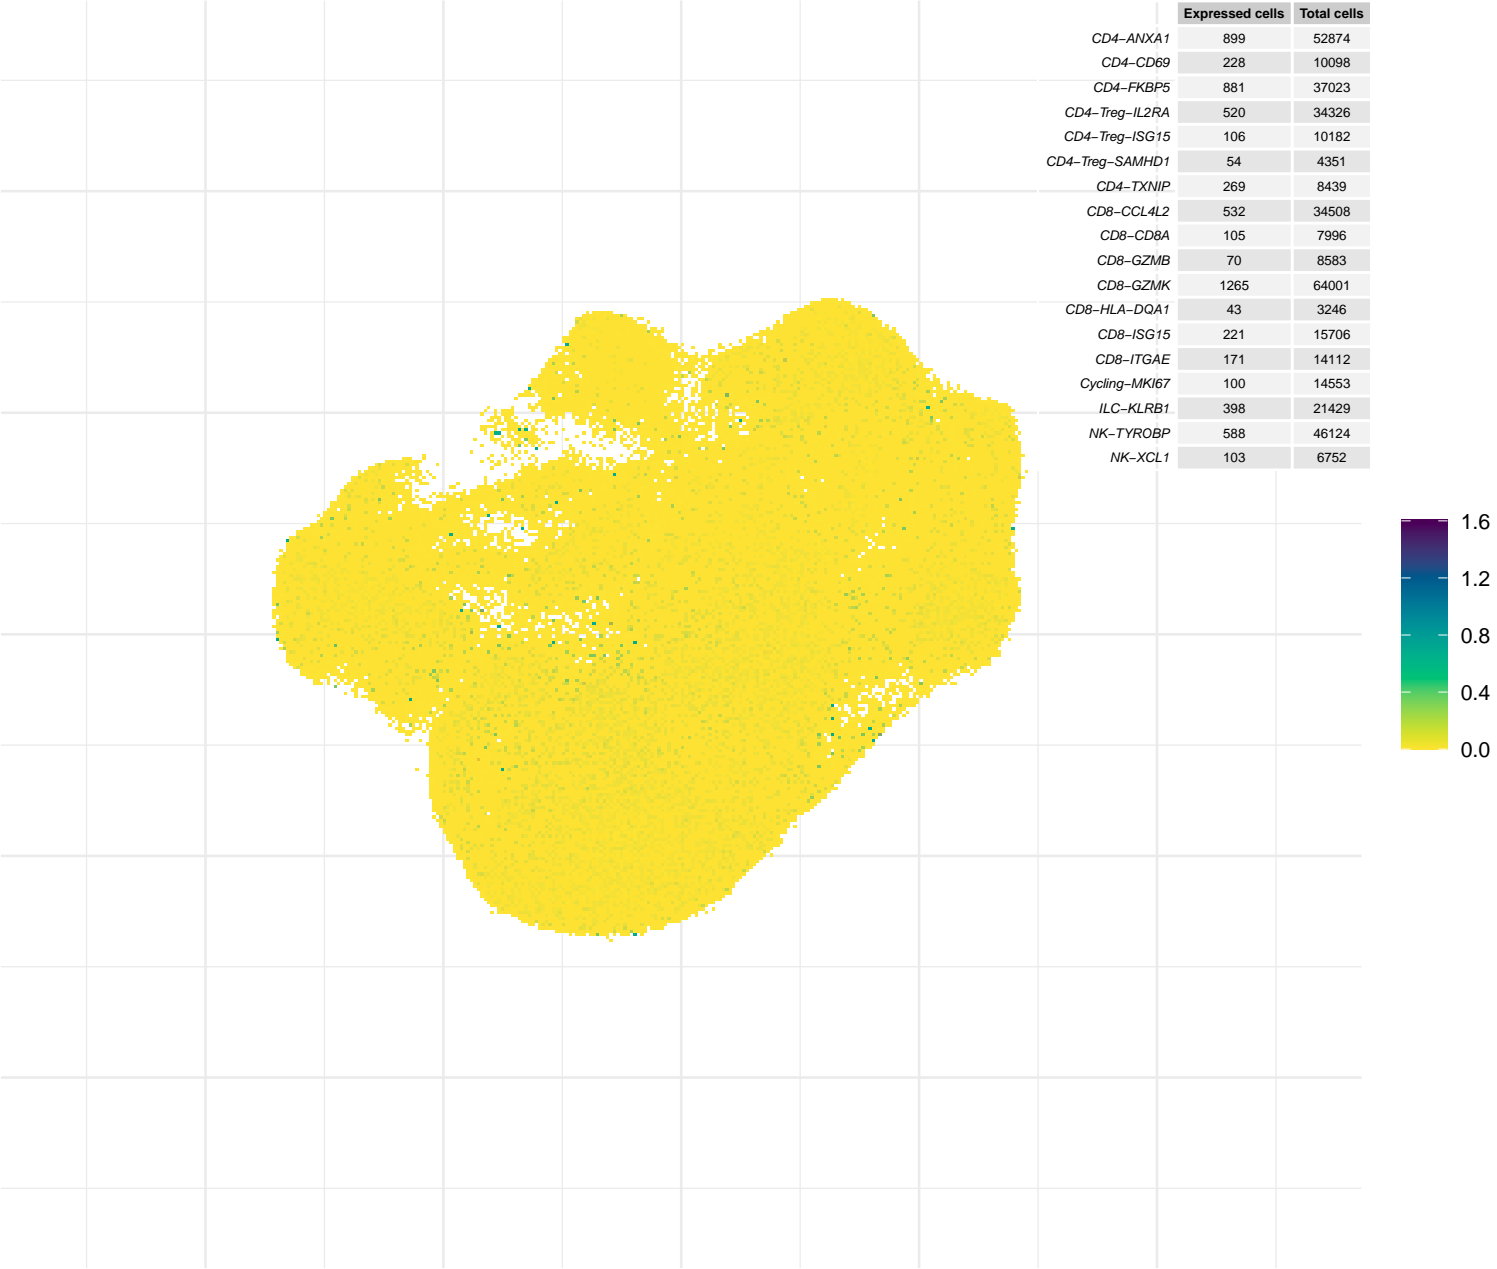 Expressed cells Total cells
CD4−ANXA1 899 52874
CD4−CD69 228 10098
CD4−FKBP5 881 37023
CD4−Treg−IL2RA 520 34326
CD4−Treg−ISG15 106 10182
CD4−Treg−SAMHD1 54 4351
CD4−TXNIP 269 8439
CD8−CCL4L2 532 34508
CD8−CD8A 105 7996
CD8−GZMB 70 8583
CD8−GZMK 1265 64001
CD8−HLA−DQA1 43 3246
CD8−ISG15 221 15706
CD8−ITGAE 171 14112
Cycling−MKI67 100 14553
ILC−KLRB1 398 21429
NK−TYROBP 588 46124
NK−XCL1 103 6752
1.6
1.2
0.8
0.4
0.0